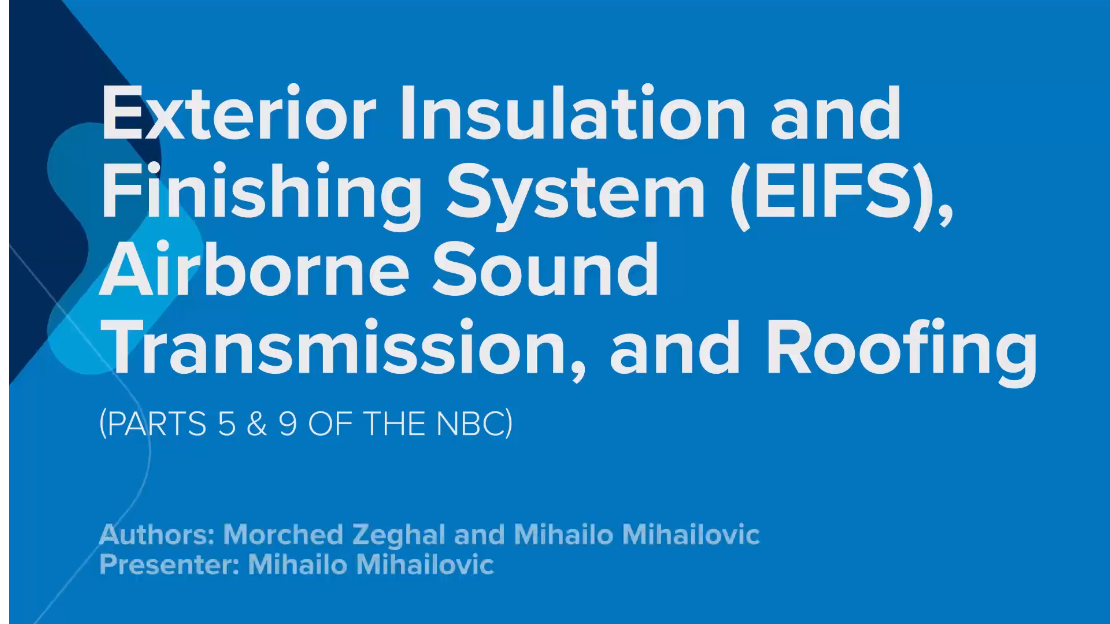 Exterior Insulation and
Finishing System (EIFS),
Airborne Sound
Transmission, and Roofing
(PARTS 5 & 9 OF THE NBC)
Authors: Morched Zeghal and Mihailo Mihailovic
Presenter: Mihailo Mihailovic